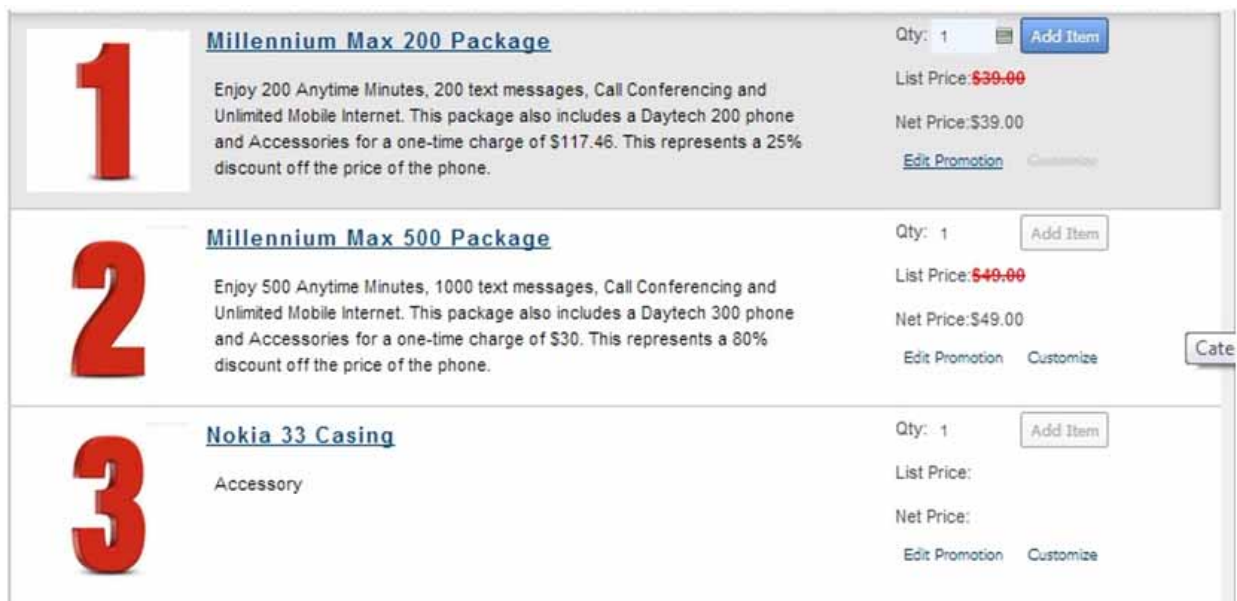 1
Millennium Max 200 Package
Enjoy 200 Anytime Minutes, 200 text messages, Call Conferencing and
Unlimited Mobile Internet. This package also includes a Daytech 200 phone
and Accessories for a one-time charge of $117.46. This represents a 25%
discount off the price of the phone.
Qty: 1 Add Item
List Price:$39.00
Net Price:$39.00
Edit Promotion Customize
2
Millennium Max 500 Package
Enjoy 500 Anytime Minutes, 1000 text messages, Call Conferencing and
Unlimited Mobile Internet. This package also includes a Daytech 300 phone
and Accessories for a one-time charge of $30. This represents a 80%
discount off the price of the phone.
Qty: 1 Add Item
List Price:$49.00
Net Price:$49.00
Edit Promotion Customize
Cate
3
Nokia 33 Casing
Accessory
Qty: 1 Add Item
List Price:
Net Price:
Edit Promotion Customize